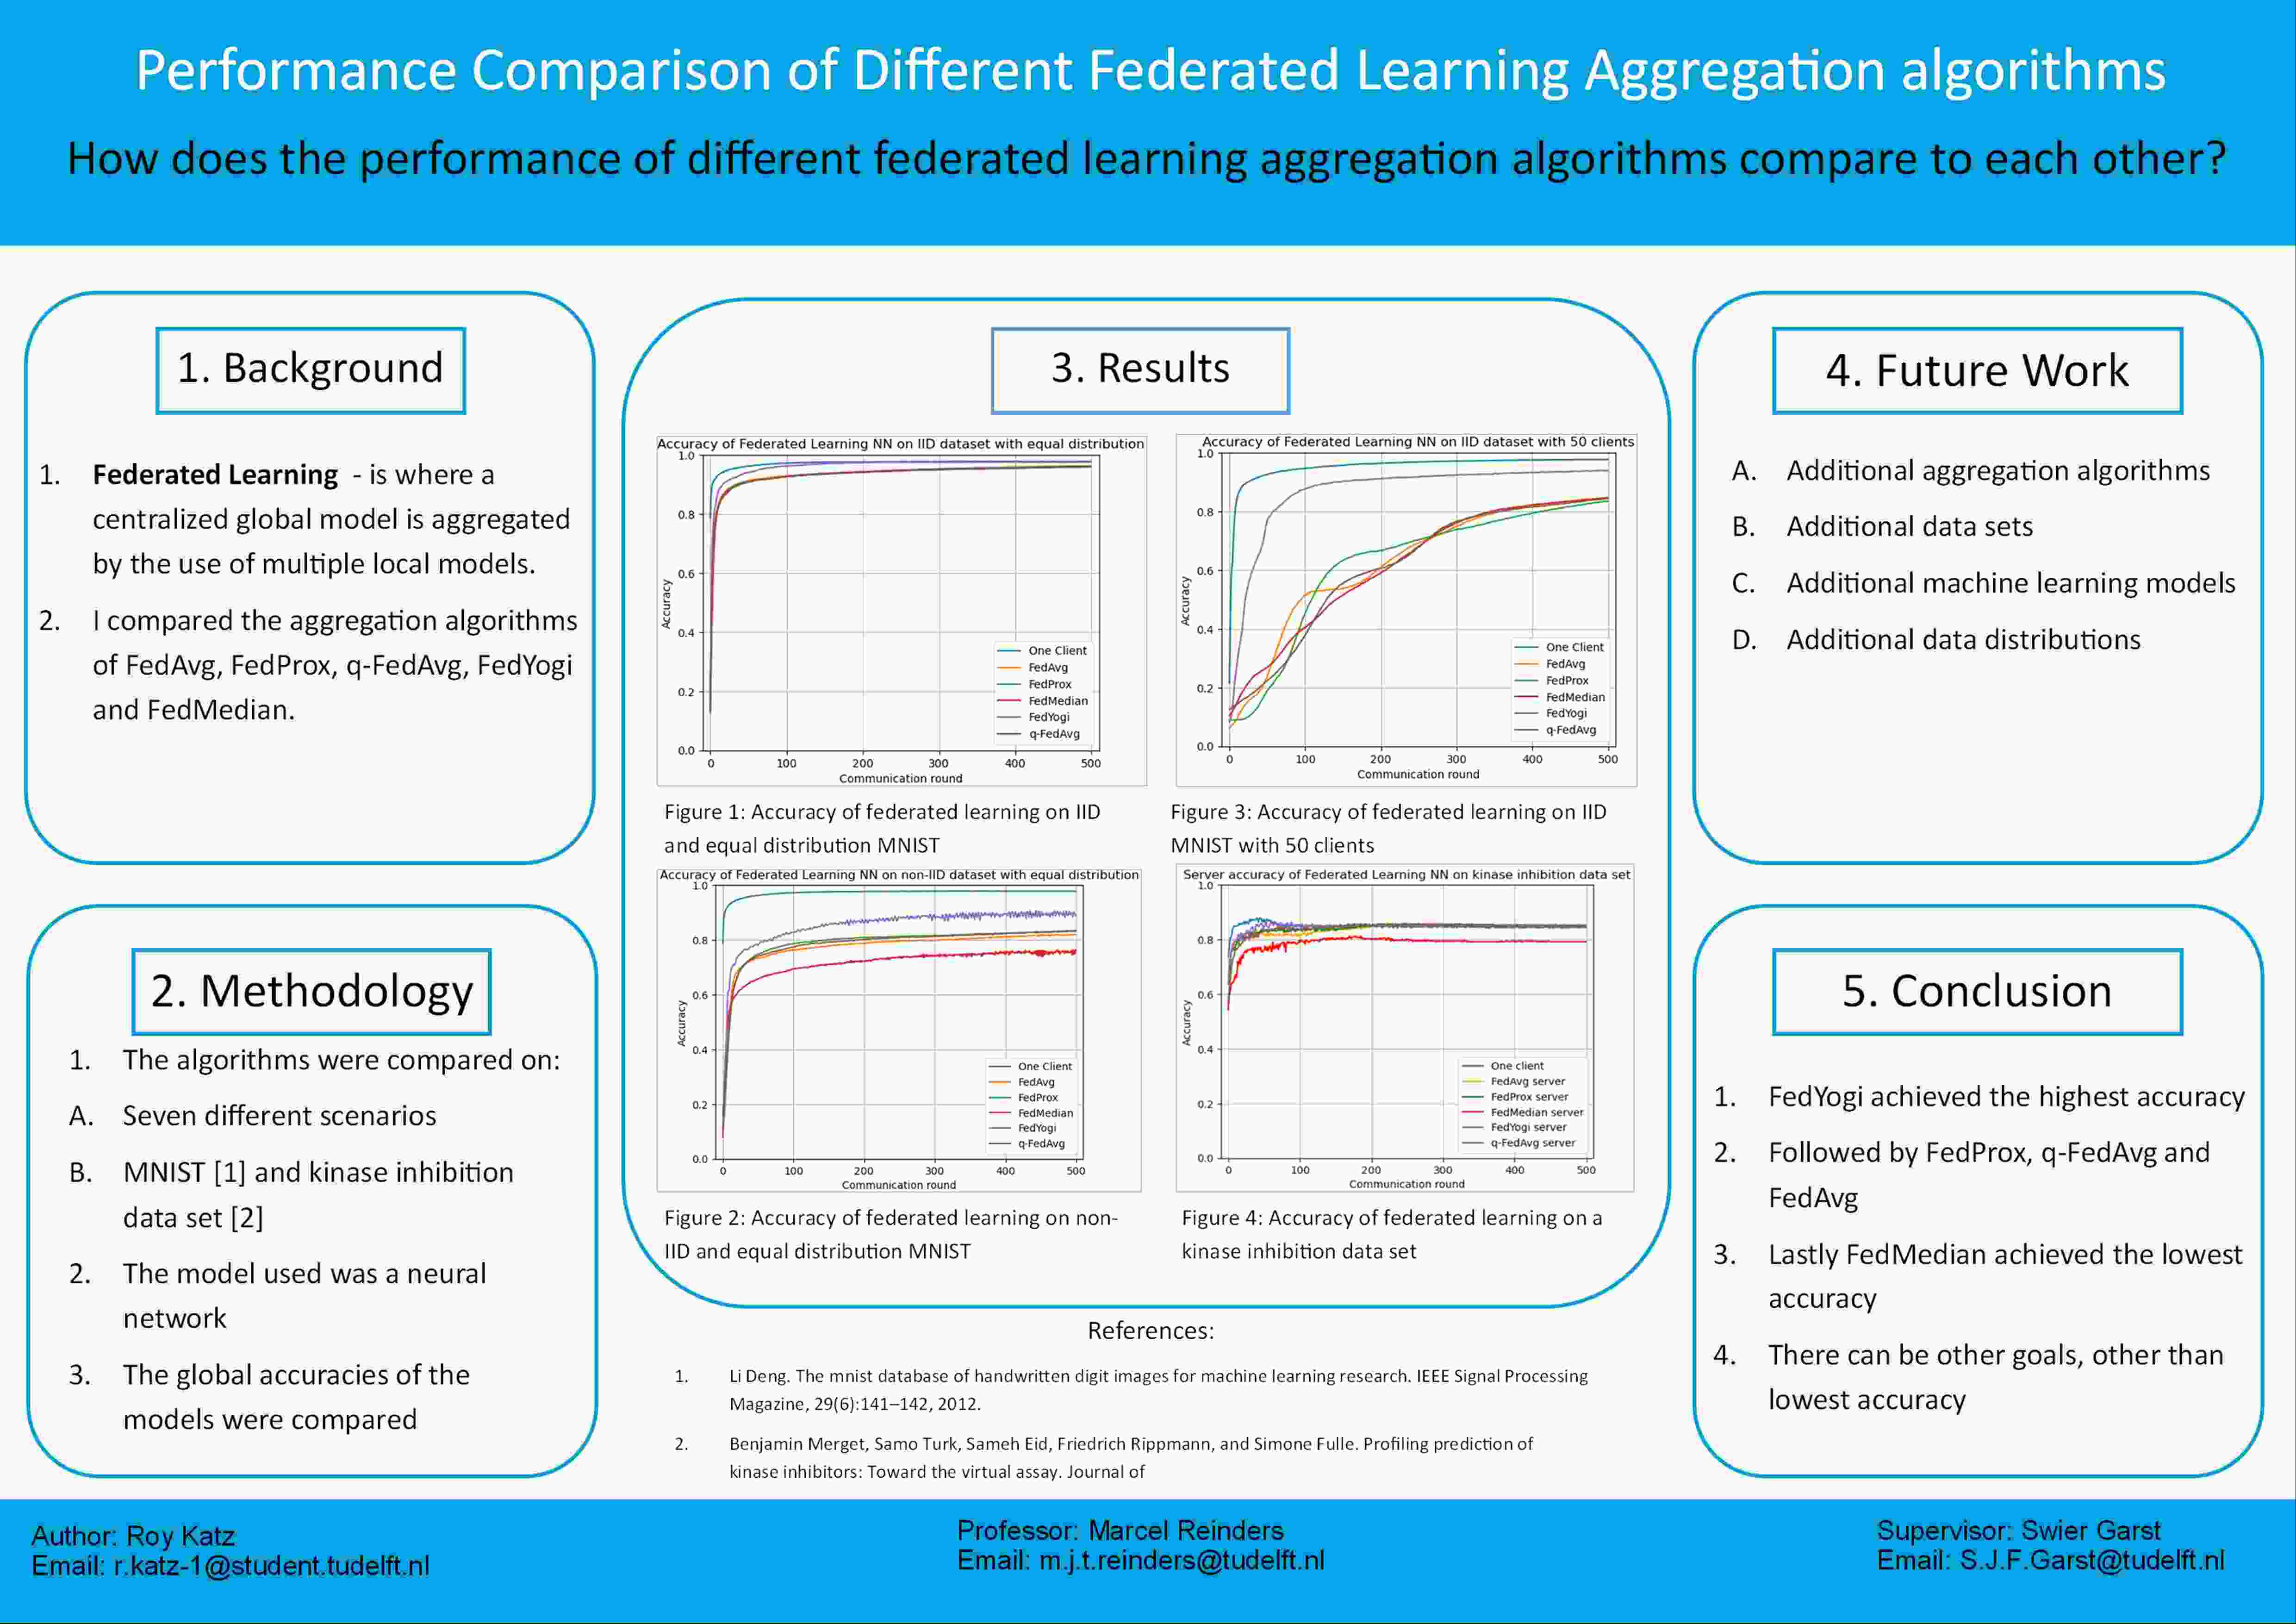 Performance Comparison of Different Federated Learning Aggregation algorithms
How does the performance of different federated learning aggregation algorithms compare to each other?
1. Background
1. Federated Learning - is where a
centralized global model is aggregated
by the use of multiple local models.
2. I compared the aggregation algorithms
of FedAvg, FedProx, q-FedAvg, FedYogi
and FedMedian.
2. Methodology
1. The algorithms were compared on:
A. Seven different scenarios
B. MNIST [1] and kinase inhibition
data set [2]
2. The model used was a neural
network
3. The global accuracies of the
models were compared
3. Results
Accuracy of Federated Learning NN on IID dataset with equal distribution
1.0
0.8
0.6
0.4
0.2
0.0
Accuracy
One Client
FedAvg
FedProx
FedMedian
FedYogi
q-FedAvg
0 100 200 300 400 500
Communication round
Figure 1: Accuracy of federated learning on IID
and equal distribution MNIST
Accuracy of Federated Learning NN on IID dataset with 50 clients
1.0
0.8
0.6
0.4
0.2
0.0
Accuracy
One Client
FedAvg
FedProx
FedMedian
FedYogi
q-FedAvg
0 100 200 300 400 500
Communication round
Figure 3: Accuracy of federated learning on IID
MNIST with 50 clients
Accuracy of Federated Learning NN on non-IID dataset with equal distribution
1.0
0.8
0.6
0.4
0.2
0.0
Accuracy
One Client
FedAvg
FedProx
FedMedian
FedYogi
q-FedAvg
0 100 200 300 400 500
Communication round
Figure 2: Accuracy of federated learning on non-
IID and equal distribution MNIST
Server accuracy of Federated Learning NN on kinase inhibition data set
1.0
0.8
0.6
0.4
0.2
0.0
Accuracy
One client
FedAvg server
FedProx server
FedMedian server
FedYogi server
q-FedAvg server
0 100 200 300 400 500
Communication round
Figure 4: Accuracy of federated learning on a
kinase inhibition data set
References:
1. Li Deng. The mnist database of handwritten digit images for machine learning research. IEEE Signal Processing
Magazine, 29(6):141–142, 2012.
2. Benjamin Merget, Samo Turk, Sameh Eid, Friedrich Rippmann, and Simone Fulle. Profiling prediction of
kinase inhibitors: Toward the virtual assay. Journal of
4. Future Work
A. Additional aggregation algorithms
B. Additional data sets
C. Additional machine learning models
D. Additional data distributions
5. Conclusion
1. FedYogi achieved the highest accuracy
2. Followed by FedProx, q-FedAvg and
FedAvg
3. Lastly FedMedian achieved the lowest
accuracy
4. There can be other goals, other than
lowest accuracy
Author: Roy Katz
Email: r.katz-1@student.tudelft.nl
Professor: Marcel Reinders
Email: m.j.t.reinders@tudelft.nl
Supervisor: Swier Garst
Email: S.J.F.Garst@tudelft.nl